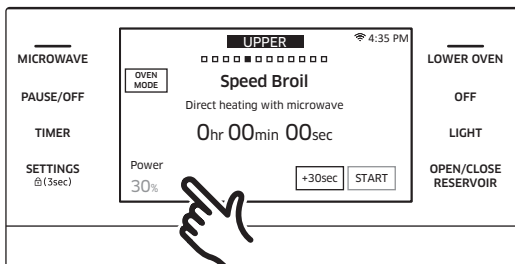 MICROWAVE
PAUSE/OFF
TIMER
SETTINGS
(3sec)
UPPER
4:35 PM
OVEN
MODE
Speed Broil
Direct heating with microwave
0hr 00min 00sec
Power
30%
+30sec
START
LOWER OVEN
OFF
LIGHT
OPEN/CLOSE
RESERVOIR